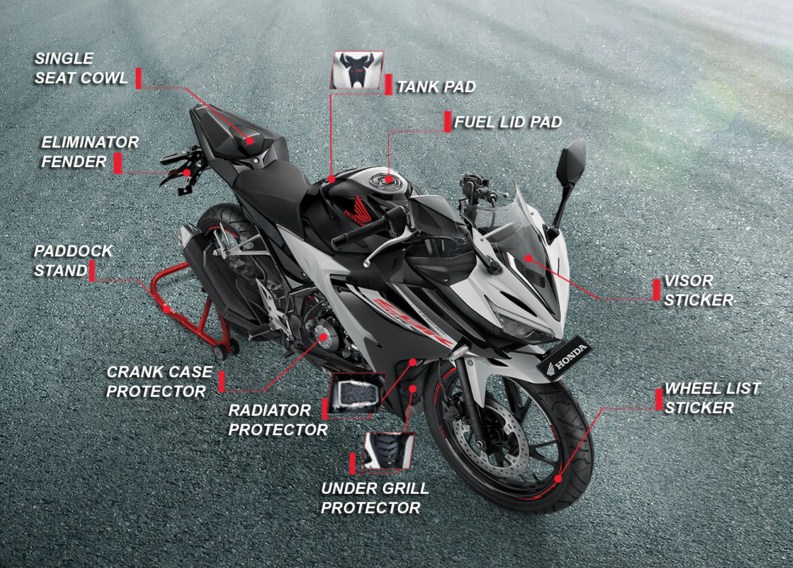 SINGLE
SEAT COWL
TANK PAD
FUEL LID PAD
ELIMINATOR
FENDER
PADDOCK
STAND
VISOR
STICKER
HONDA
CRANK CASE
PROTECTOR
WHEEL LIST
STICKER
RADIATOR
PROTECTOR
UNDER GRILL
PROTECTOR